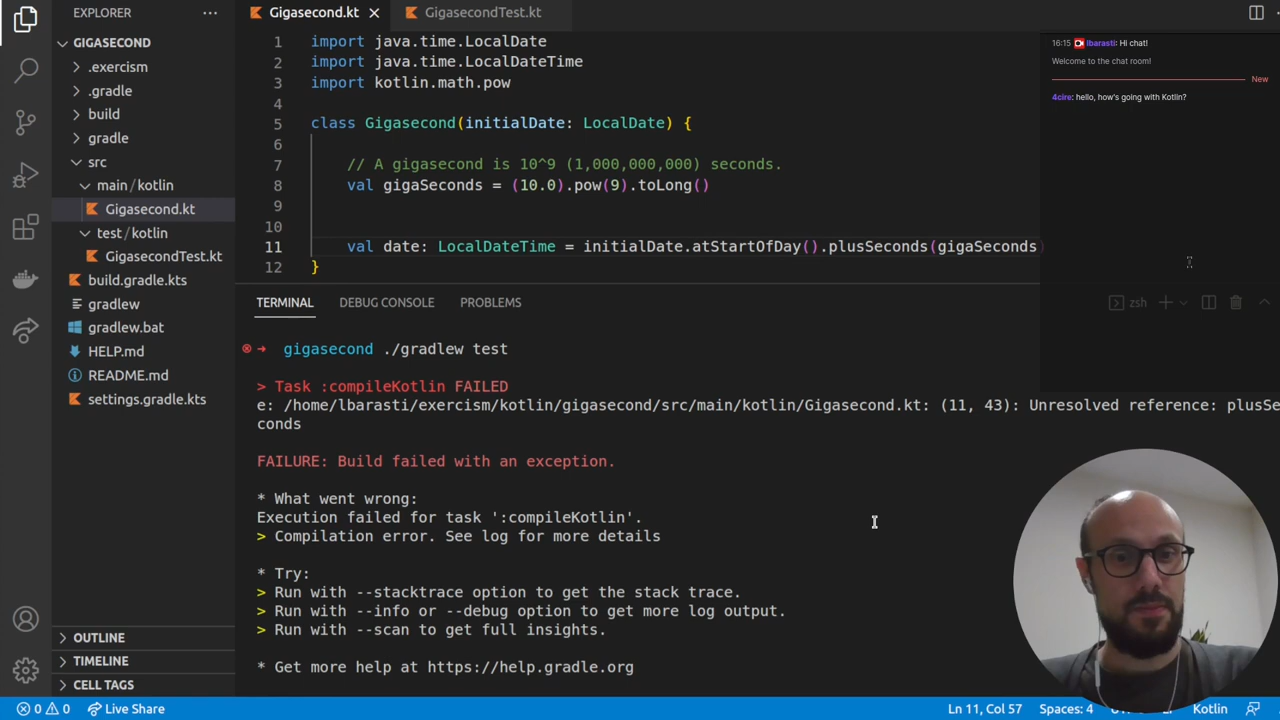 EXPLORER
Gigasecond.kt
GigasecondTest.kt
GIGASECOND
.exercism
.gradle
build
gradle
src
main/kotlin
Gigasecond.kt
test/kotlin
GigasecondTest.kt
build.gradle.kts
gradlew
gradlew.bat
HELP.md
README.md
settings.gradle.kts
OUTLINE
TIMELINE
CELL TAGS
1 import java.time.LocalDate
2 import java.time.LocalDateTime
3 import kotlin.math.pow
4
5 class Gigasecond(initialDate: LocalDate) {
6
7 // A gigasecond is 10^9 (1,000,000,000) seconds.
8 val gigaSeconds = (10.0).pow(9).toLong()
9
10
11 val date: LocalDateTime = initialDate.atStartOfDay().plusSeconds(gigaSeconds)
12 }
16:15 lbarasti: Hi chat!
Welcome to the chat room!
New
4cire: hello, how's going with Kotlin?
TERMINAL DEBUG CONSOLE PROBLEMS
zsh
gigasecond ./gradlew test
> Task :compileKotlin FAILED
e: /home/lbarasti/exercism/kotlin/gigasecond/src/main/kotlin/Gigasecond.kt: (11, 43): Unresolved reference: plusSe
conds
FAILURE: Build failed with an exception.
* What went wrong:
Execution failed for task ':compileKotlin'.
> Compilation error. See log for more details
* Try:
> Run with --stacktrace option to get the stack trace.
> Run with --info or --debug option to get more log output.
> Run with --scan to get full insights.
* Get more help at https://help.gradle.org
0 0 Live Share
Ln 11, Col 57 Spaces: 4
Kotlin